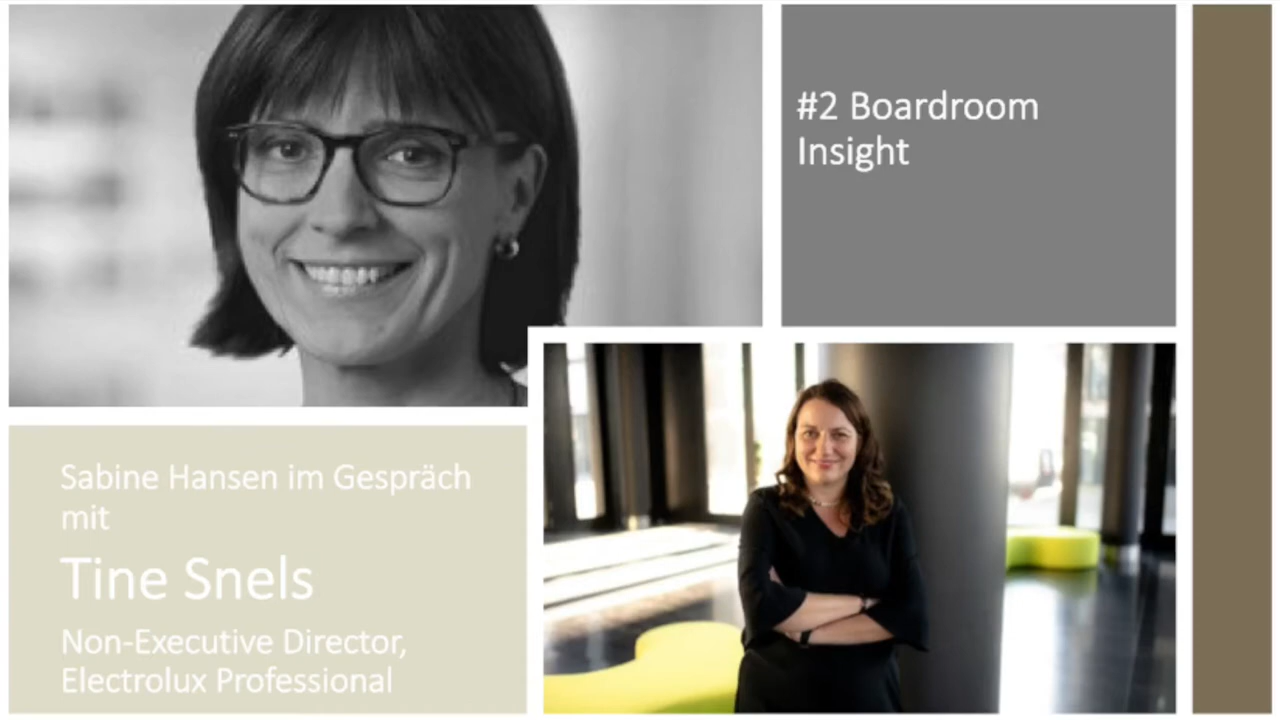 #2 Boardroom
Insight
Sabine Hansen im Gespräch
mit
Tine Snels
Non-Executive Director,
Electrolux Professional